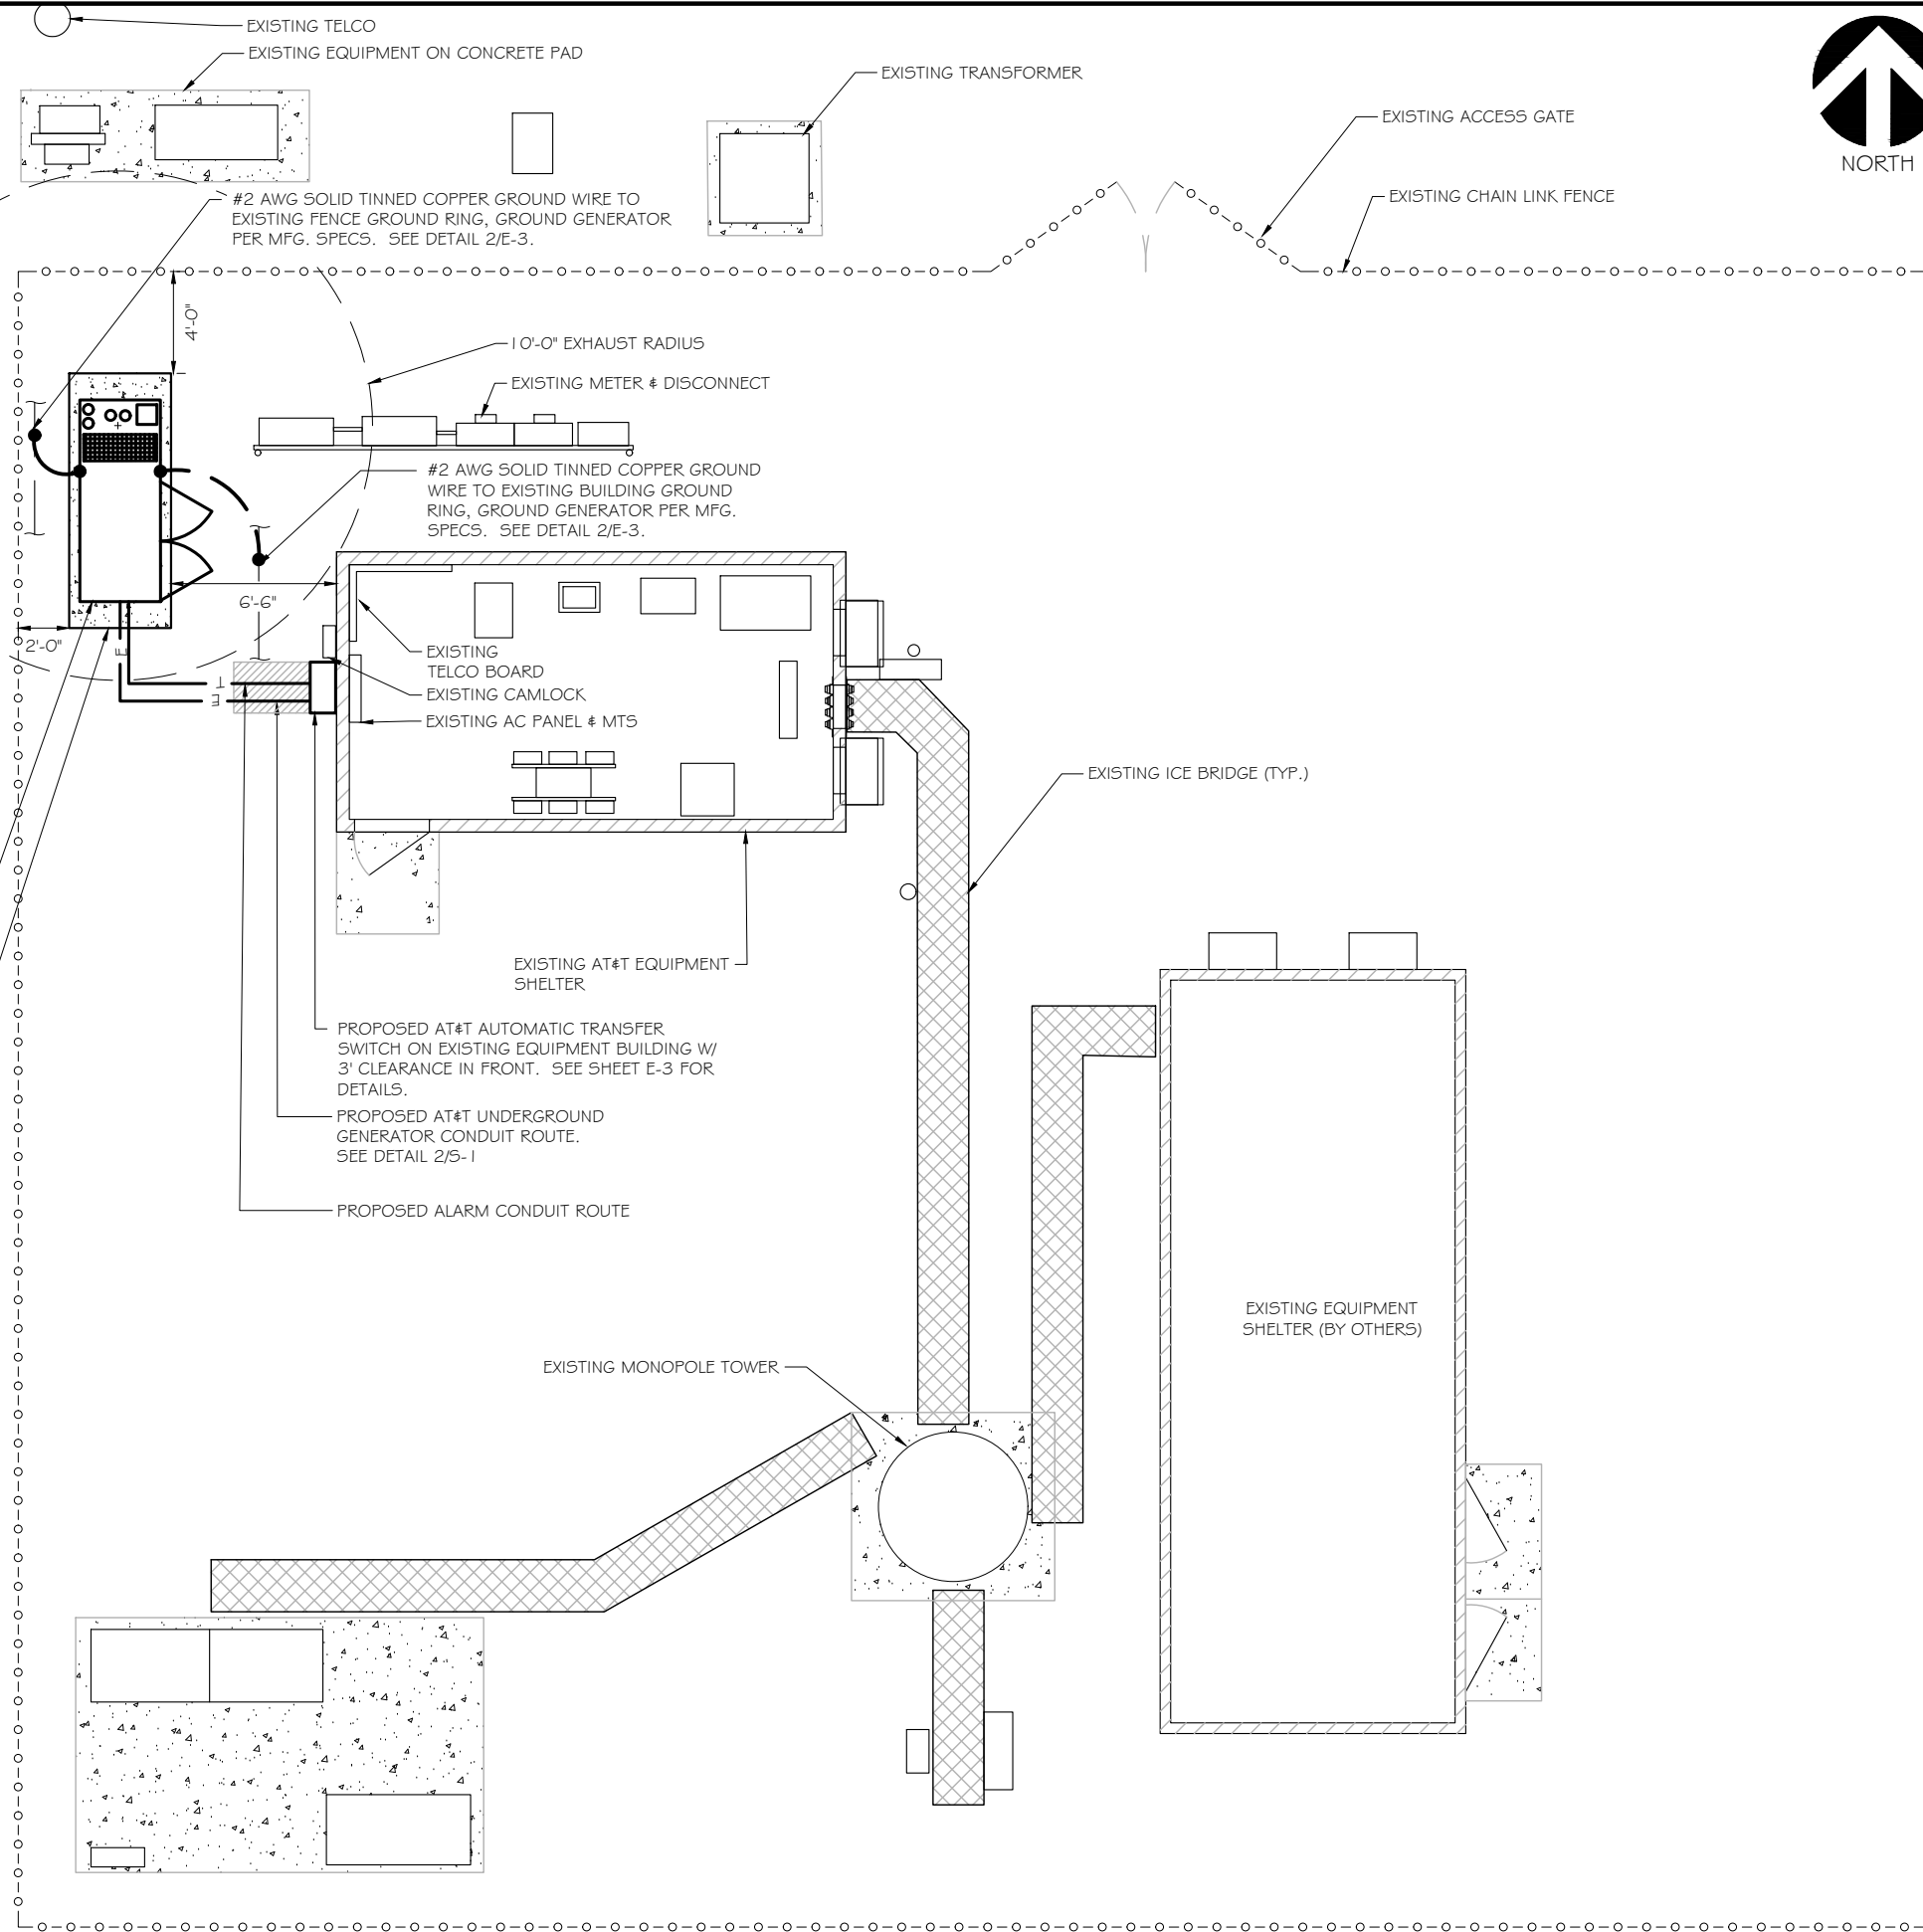 EXISTING TELCO
EXISTING EQUIPMENT ON CONCRETE PAD
EXISTING TRANSFORMER
EXISTING ACCESS GATE
NORTH
EXISTING CHAIN LINK FENCE
#2 AWG SOLID TINNED COPPER GROUND WIRE TO
EXISTING FENCE GROUND RING, GROUND GENERATOR
PER MFG. SPECS. SEE DETAIL 2/E-3.
4'-0"
10'-0" EXHAUST RADIUS
EXISTING METER & DISCONNECT
#2 AWG SOLID TINNED COPPER GROUND
WIRE TO EXISTING BUILDING GROUND
RING, GROUND GENERATOR PER MFG.
SPECS. SEE DETAIL 2/E-3.
6'-6"
2'-0"
E
T
E
EXISTING
TELCO BOARD
EXISTING CAMLOCK
EXISTING AC PANEL & MTS
EXISTING ICE BRIDGE (TYP.)
EXISTING AT&T EQUIPMENT
SHELTER
PROPOSED AT&T AUTOMATIC TRANSFER
SWITCH ON EXISTING EQUIPMENT BUILDING W/
3' CLEARANCE IN FRONT. SEE SHEET E-3 FOR
DETAILS.
PROPOSED AT&T UNDERGROUND
GENERATOR CONDUIT ROUTE.
SEE DETAIL 2/S-1
PROPOSED ALARM CONDUIT ROUTE
EXISTING EQUIPMENT
SHELTER (BY OTHERS)
EXISTING MONOPOLE TOWER